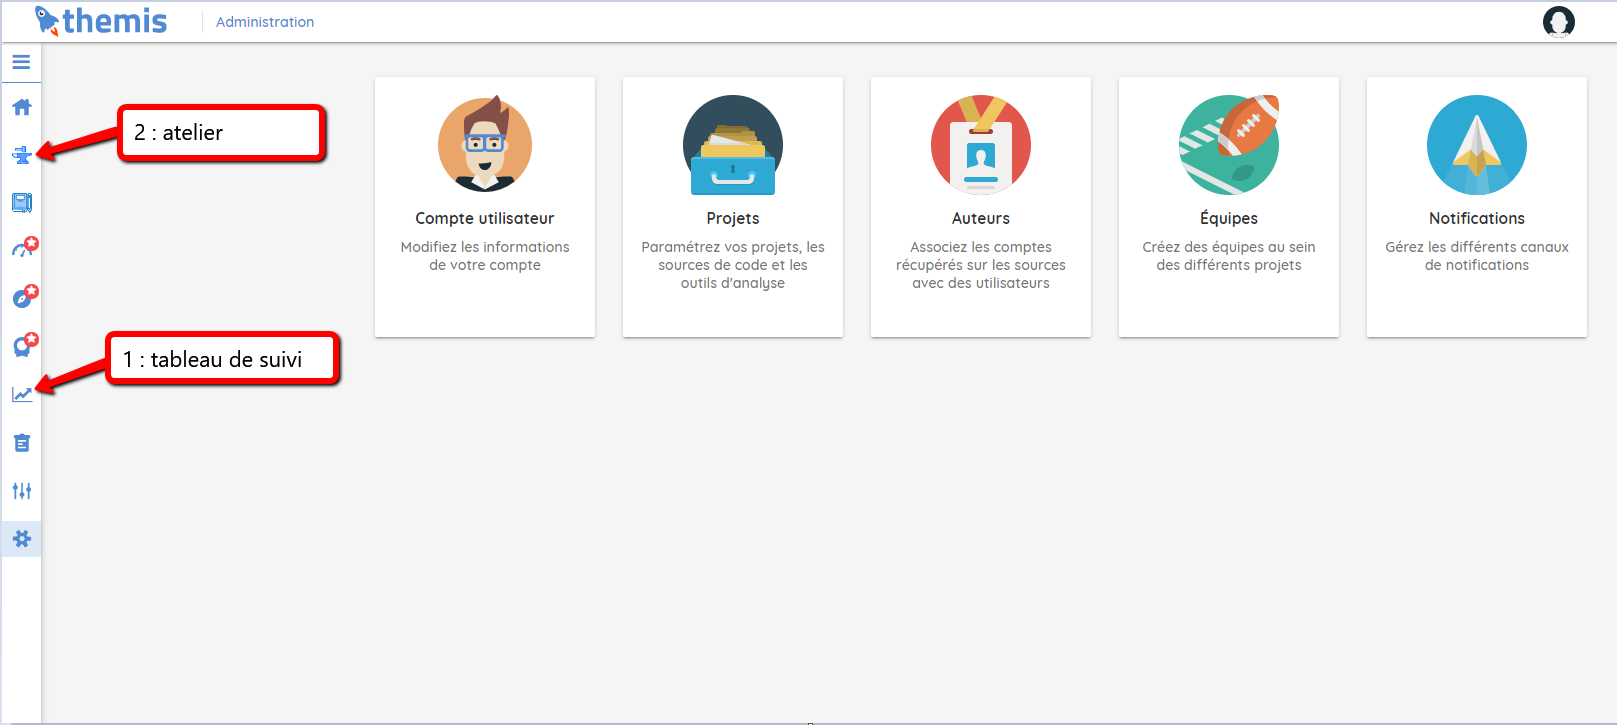 themis
Administration
2 : atelier
1 : tableau de suivi
Compte utilisateur
Modifiez les informations
de votre compte
Projets
Paramétrez vos projets, les
sources de code et les
outils d'analyse
Auteurs
Associez les comptes
récupérés sur les sources
avec des utilisateurs
Équipes
Créez des équipes au sein
des différents projets
Notifications
Gérez les différents canaux
de notifications